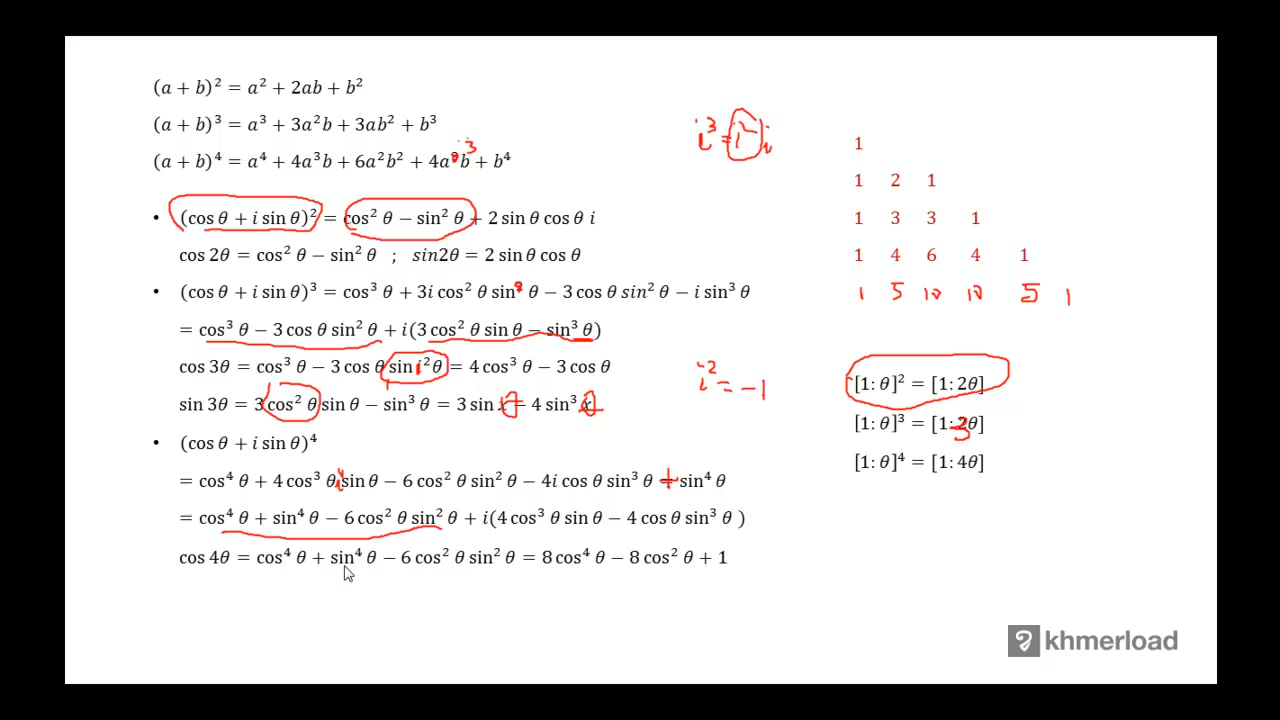 (a + b)² = a² + 2ab + b²
(a + b)³ = a³ + 3a²b + 3ab² + b³
(a + b)⁴ = a⁴ + 4a³b + 6a²b² + 4a b + b⁴
i³
• (cos θ + i sin θ)² = cos² θ − sin² θ + 2 sin θ cos θ i
cos 2θ = cos² θ − sin² θ ; sin2θ = 2 sin θ cos θ
• (cos θ + i sin θ)³ = cos³ θ + 3i cos² θ sin θ − 3 cos θ sin² θ − i sin³ θ
= cos³ θ − 3 cos θ sin² θ + i(3 cos² θ sin θ − sin³ θ)
cos 3θ = cos³ θ − 3 cos θ sin i² θ = 4 cos³ θ − 3 cos θ
sin 3θ = 3 cos² θ sin θ − sin³ θ = 3 sin − 4 sin³
• (cos θ + i sin θ)⁴
= cos⁴ θ + 4 cos³ θ i sin θ − 6 cos² θ sin² θ − 4i cos θ sin³ θ + sin⁴ θ
= cos⁴ θ + sin⁴ θ − 6 cos² θ sin² θ + i(4 cos³ θ sin θ − 4 cos θ sin³ θ )
cos 4θ = cos⁴ θ + sin⁴ θ − 6 cos² θ sin² θ = 8 cos⁴ θ − 8 cos² θ + 1
i³ = i² i
i² = −1
1
1 2 1
1 3 3 1
1 4 6 4 1
1 5 10 10 5 1
[1: θ]² = [1: 2θ]
[1: θ]³ = [1: 3θ]
[1: θ]⁴ = [1: 4θ]
khmerload